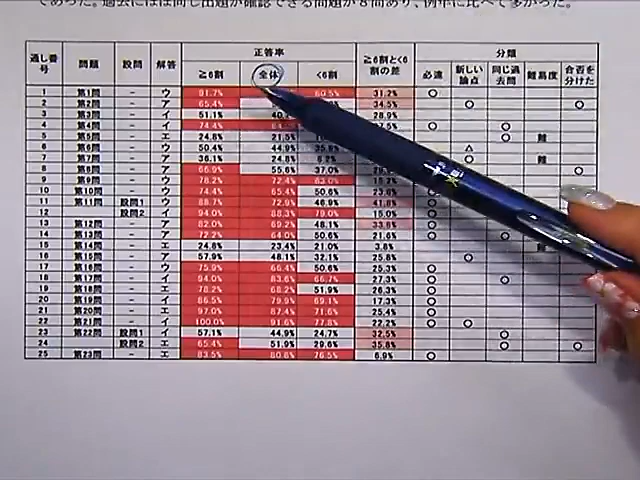 であった。過去にほぼ同じ出題が確認できる問題が8問あり、例年に比べて多かった。
正答率 分類
通し番号 問題 設問 解答 ≧6割 全体 <6割 ≧6割と<6割の差 必達 新しい論点 同じ過去問 難易度 合否を分けた
1 第1問 - ウ 91.7% 60.5% 31.2% ○
2 第2問 - ア 65.4% 34.5% ○ ○
3 第3問 - イ 51.1% 28.9%
4 第4問 - イ 74.4% ○ ○
5 第5問 - エ 24.8% 21.5% ○ 難
6 第6問 - ウ 50.4% 44.9% △
7 第7問 - ア 36.1% 24.8% ○ 難
8 第8問 - ア 66.9% 55.6% 37.0% ○
9 第9問 - ウ 78.2% 72.4% 63.0% ○
10 第10問 - ウ 74.4% 65.4% 50.6% 23.8% ○
11 第11問 設問1 ウ 88.7% 72.9% 46.9% 41.8% ○
12 設問2 イ 94.0% 88.3% 79.0% 15.0% ○
13 第12問 - ア 82.0% 69.2% 48.1% 33.8% ○
14 第13問 - エ 72.2% 64.0% 50.6% 21.6% ○ ○
15 第14問 - エ 24.8% 23.4% 21.0% 3.8% 難
16 第15問 - ア 57.9% 48.1% 32.1% 25.8% ○
17 第16問 - ウ 75.9% 66.4% 50.6% 25.3% ○
18 第17問 - イ 94.0% 83.6% 66.7% 27.3% ○ ○
19 第18問 - エ 78.2% 68.2% 51.9% 26.3% ○
20 第19問 - イ 86.5% 79.9% 69.1% 17.3% ○
21 第20問 - エ 97.0% 87.4% 71.6% 25.4% ○
22 第21問 - イ 100.0% 91.6% 77.8% 22.2% ○ ○
23 第22問 設問1 イ 57.1% 44.9% 24.7% 32.5% ○
24 設問2 エ 65.4% 51.9% 29.6% 35.8% ○ ○
25 第23問 - エ 83.5% 80.8% 76.5% 6.9% ○